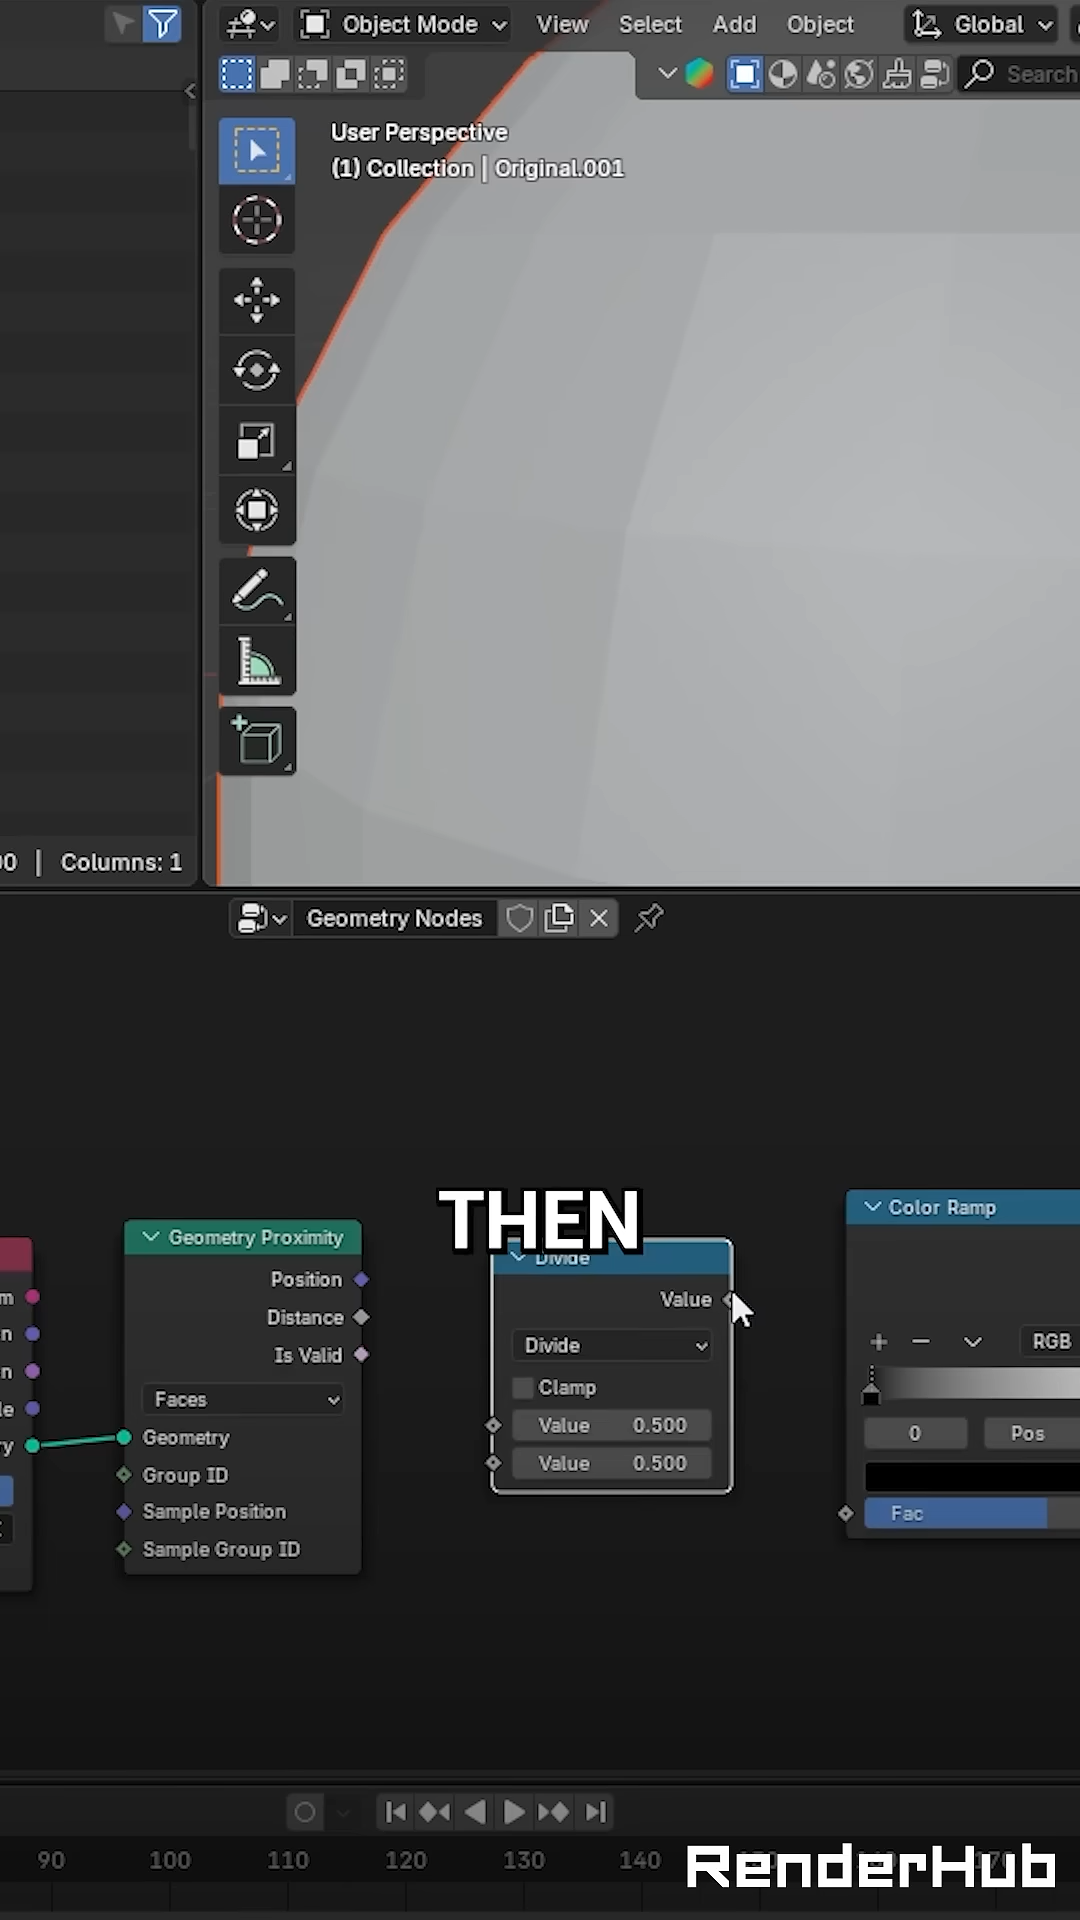 Object Mode
View
Select
Add
Object
Global
Search
User Perspective
(1) Collection | Original.001
Columns: 1
Geometry Nodes
THEN
Geometry Proximity
Position
Distance
Is Valid
Faces
Geometry
Group ID
Sample Position
Sample Group ID
Divide
Value
Divide
Clamp
Value 0.500
Value 0.500
Color Ramp
RGB
0
Pos
Fac
90 100 110 120 130 140
RenderHub